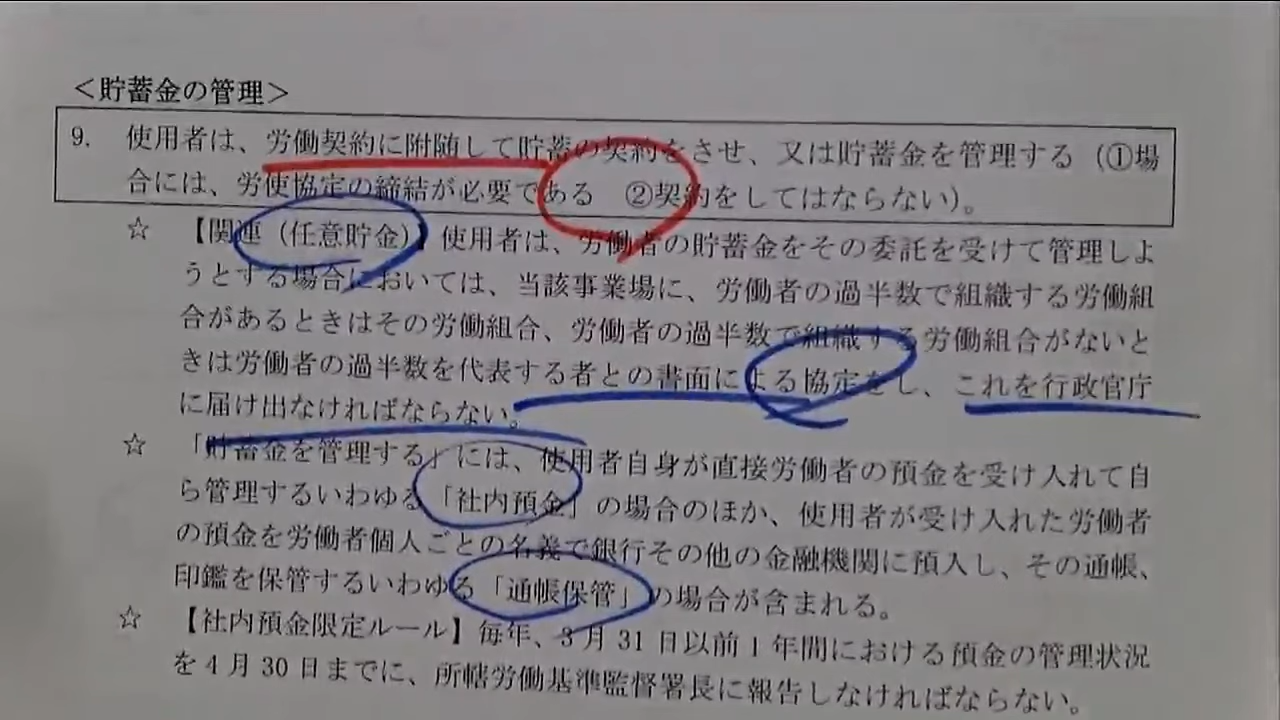 ＜貯蓄金の管理＞
9. 使用者は、労働契約に附随して貯蓄の契約をさせ、又は貯蓄金を管理する（①場
合には、労使協定の締結が必要である ②契約をしてはならない）。
☆ 【関連（任意貯金）】使用者は、労働者の貯蓄金をその委託を受けて管理しよ
うとする場合においては、当該事業場に、労働者の過半数で組織する労働組
合があるときはその労働組合、労働者の過半数で組織する労働組合がないと
きは労働者の過半数を代表する者との書面による協定をし、これを行政官庁
に届け出なければならない。
☆ 「貯蓄金を管理する」には、使用者自身が直接労働者の預金を受け入れて自
ら管理するいわゆる「社内預金」の場合のほか、使用者が受け入れた労働者
の預金を労働者個人ごとの名義で銀行その他の金融機関に預入し、その通帳、
印鑑を保管するいわゆる「通帳保管」の場合が含まれる。
☆ 【社内預金限定ルール】毎年、3 月 31 日以前 1 年間における預金の管理状況
を 4 月 30 日までに、所轄労働基準監督署長に報告しなければならない。